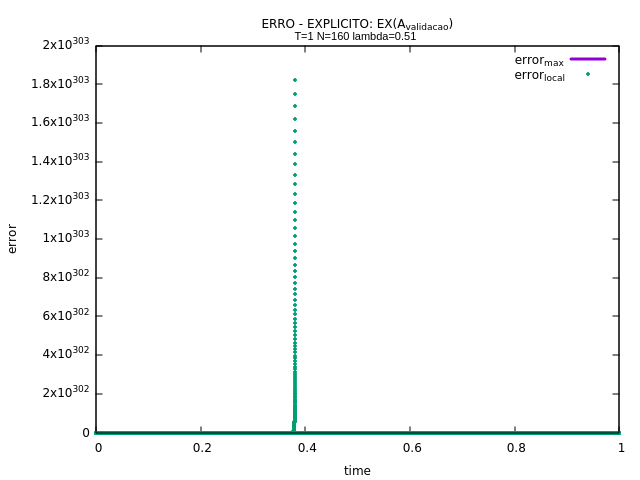 ERRO - EXPLICITO: EX(A_validacao)
T=1 N=160 lambda=0.51
error_max
error_local
2x10^303
1.8x10^303
1.6x10^303
1.4x10^303
1.2x10^303
1x10^303
8x10^302
6x10^302
4x10^302
2x10^302
0
error
0 0.2 0.4 0.6 0.8 1
time